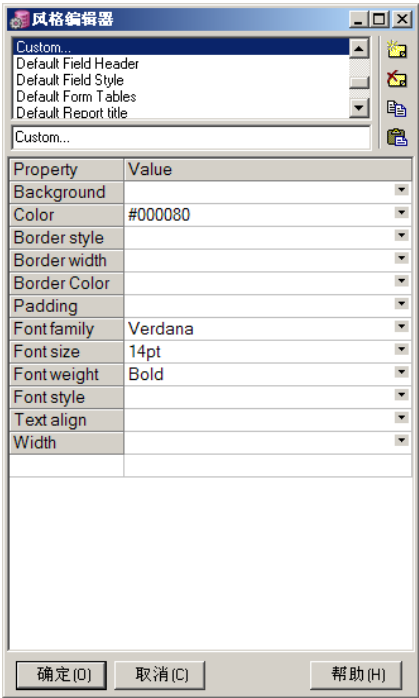 风格编辑器
Custom...
Default Field Header
Default Field Style
Default Form Tables
Default Report title
Custom...
Property Value
Background
Color #000080
Border style
Border width
Border Color
Padding
Font family Verdana
Font size 14pt
Font weight Bold
Font style
Text align
Width
确定(O) 取消(C) 帮助(H)